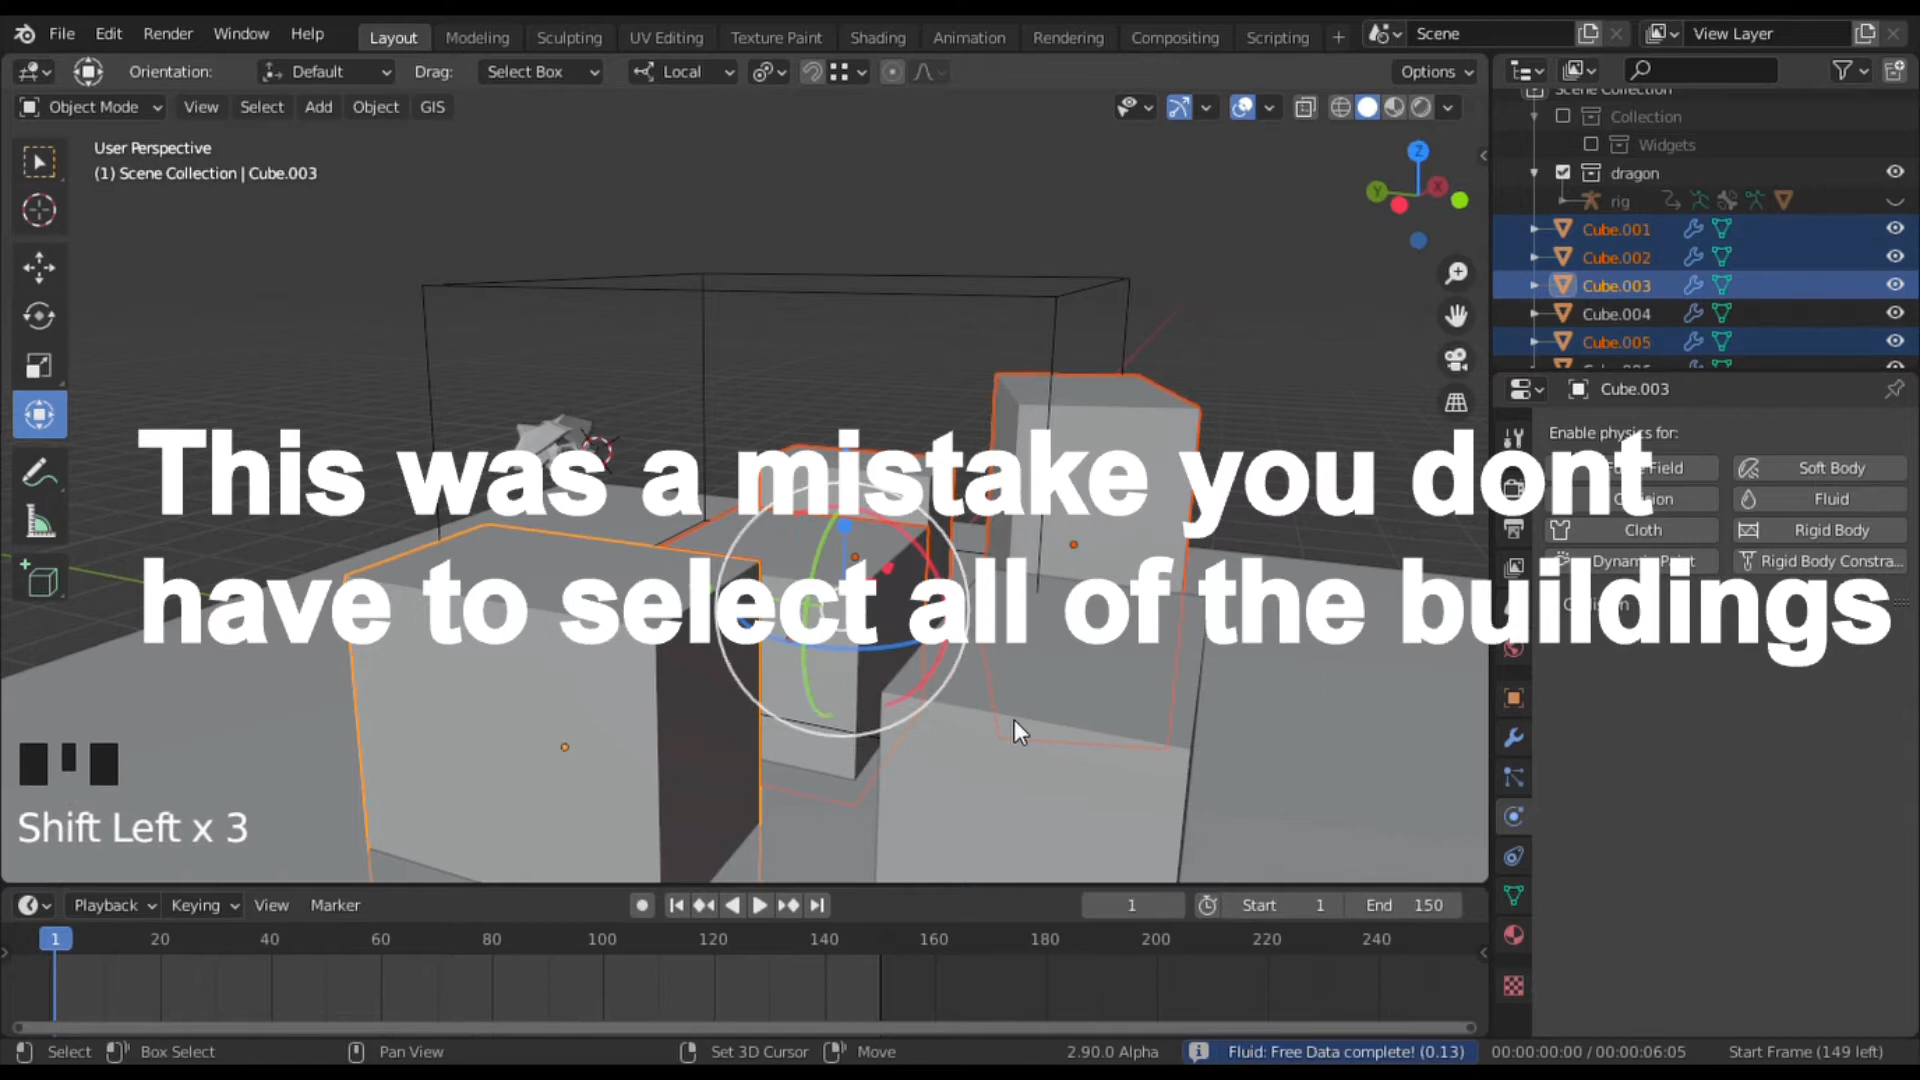 File Edit Render Window Help Layout Modeling Sculpting UV Editing Texture Paint Shading Animation Rendering Compositing Scripting + Scene View Layer
Orientation: Default Drag: Select Box Local Options
Object Mode View Select Add Object GIS
Scene Collection
Collection
Widgets
dragon
rig
Cube.001
Cube.002
Cube.003
Cube.004
Cube.005
User Perspective
(1) Scene Collection | Cube.003
Z
Y
X
Cube.003
Enable physics for:
Soft Body
Fluid
Cloth Rigid Body
Rigid Body Constra...
This was a mistake you dont
have to select all of the buildings
Shift Left x 3
Playback Keying View Marker 1 Start 1 End 150
1 20 40 60 80 100 120 140 160 180 200 220 240
Select Box Select Pan View Set 3D Cursor Move 2.90.0 Alpha Fluid: Free Data complete! (0.13) 00:00:00:00 / 00:00:06:05 Start Frame (149 left)